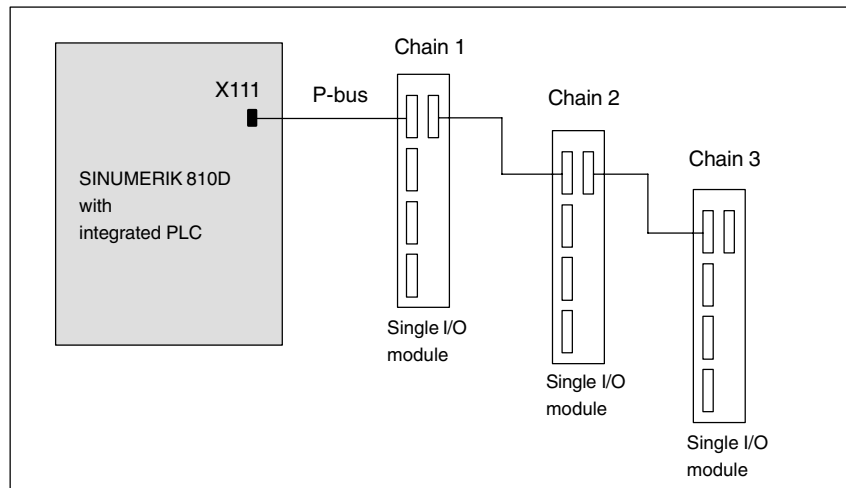 Chain 1
X111
P-bus
Chain 2
Chain 3
SINUMERIK 810D
with
integrated PLC
Single I/O
module
Single I/O
module
Single I/O
module